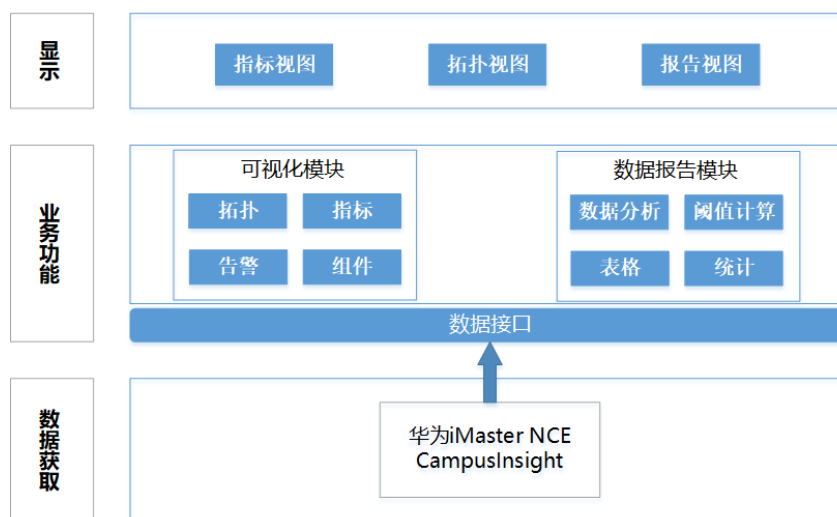 显示
指标视图
拓扑视图
报告视图
业务功能
可视化模块
拓扑
指标
告警
组件
数据报告模块
数据分析
阈值计算
表格
统计
数据接口
数据获取
华为iMaster NCE
CampusInsight